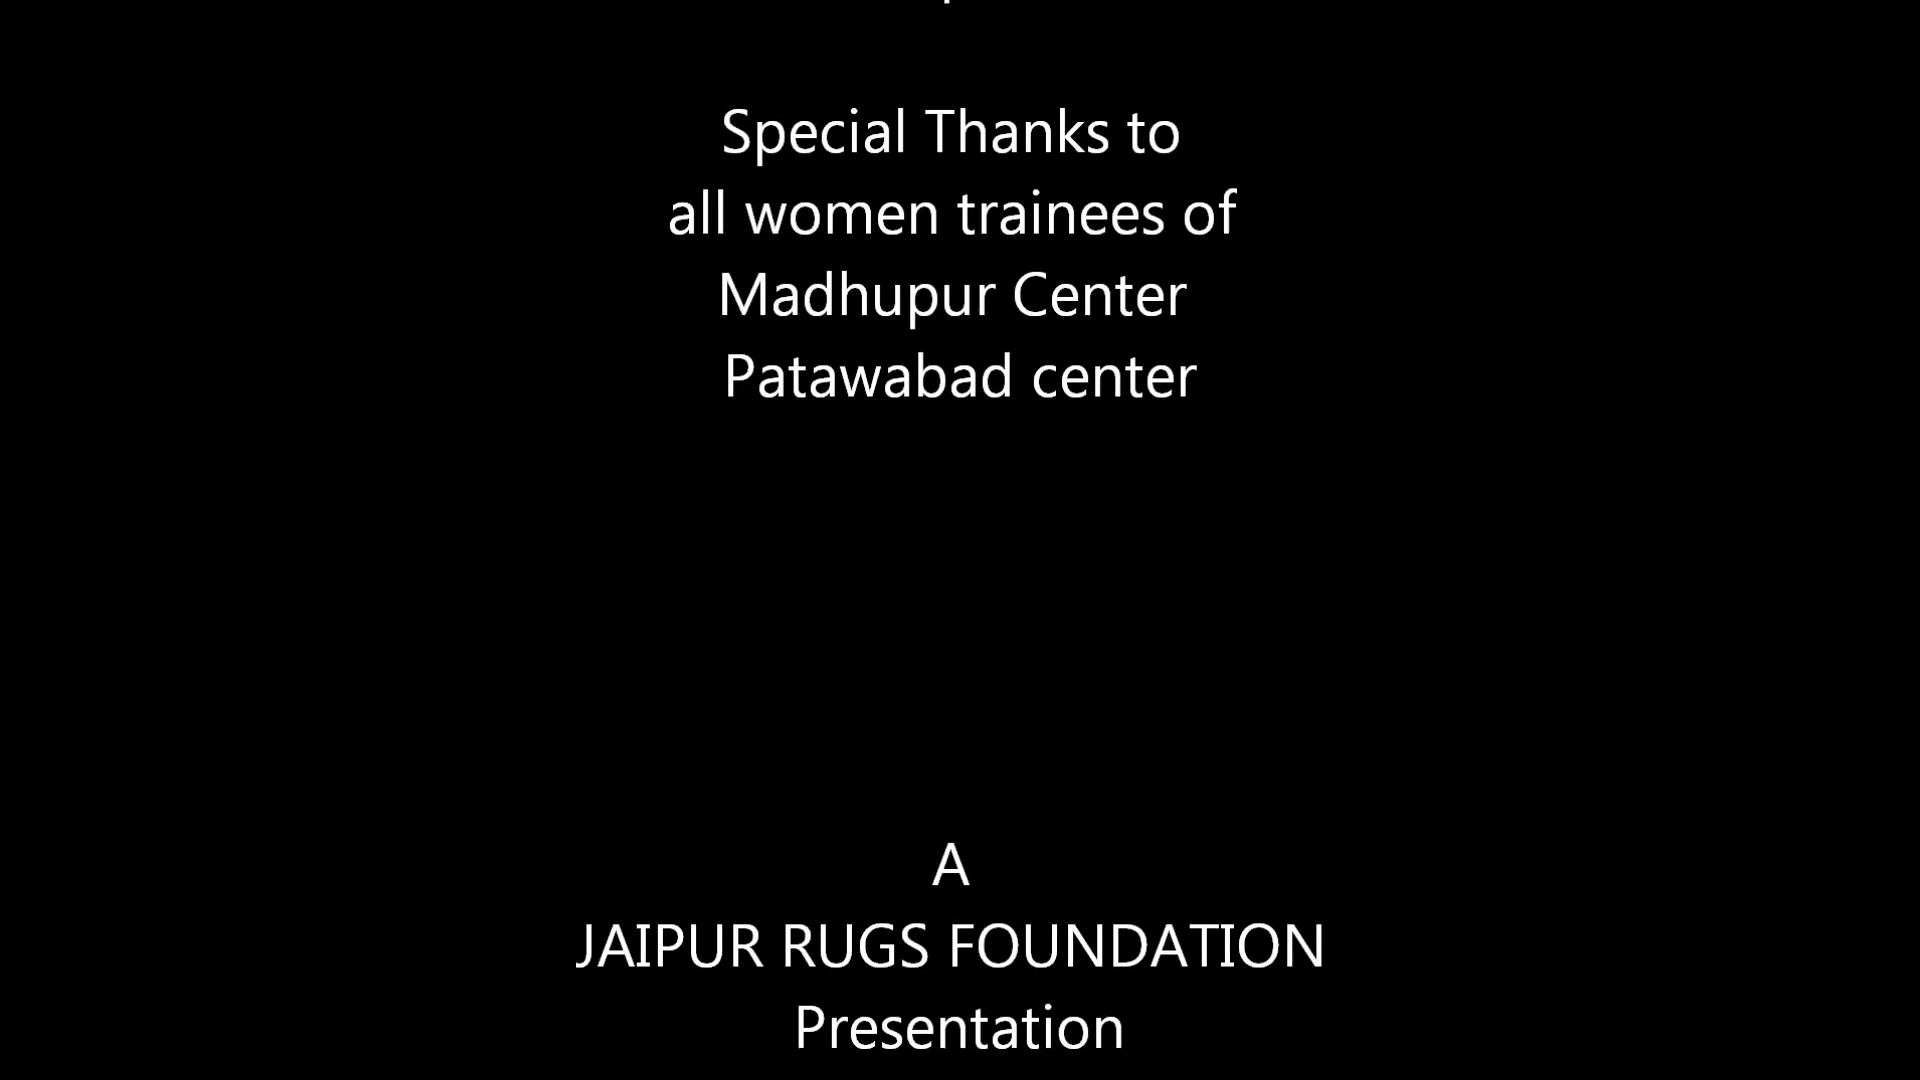 Special Thanks to
all women trainees of
Madhupur Center
Patawabad center
A
JAIPUR RUGS FOUNDATION
Presentation